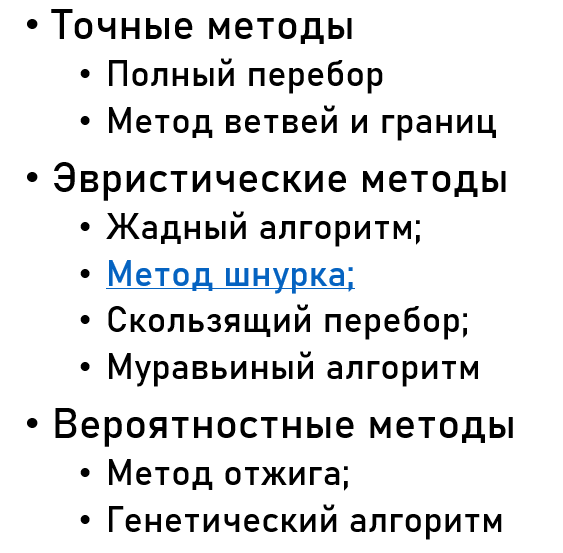 • Точные методы
• Полный перебор
• Метод ветвей и границ
• Эвристические методы
• Жадный алгоритм;
• Метод шнурка;
• Скользящий перебор;
• Муравьиный алгоритм
• Вероятностные методы
• Метод отжига;
• Генетический алгоритм